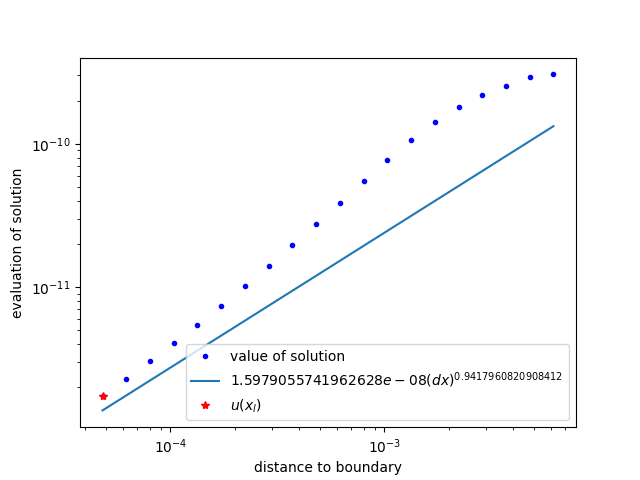 10⁻¹⁰
10⁻¹¹
evaluation of solution
value of solution
1.5979055741962628e − 08(dx)^0.9417960820908412
u(x_l)
10⁻⁴
10⁻³
distance to boundary